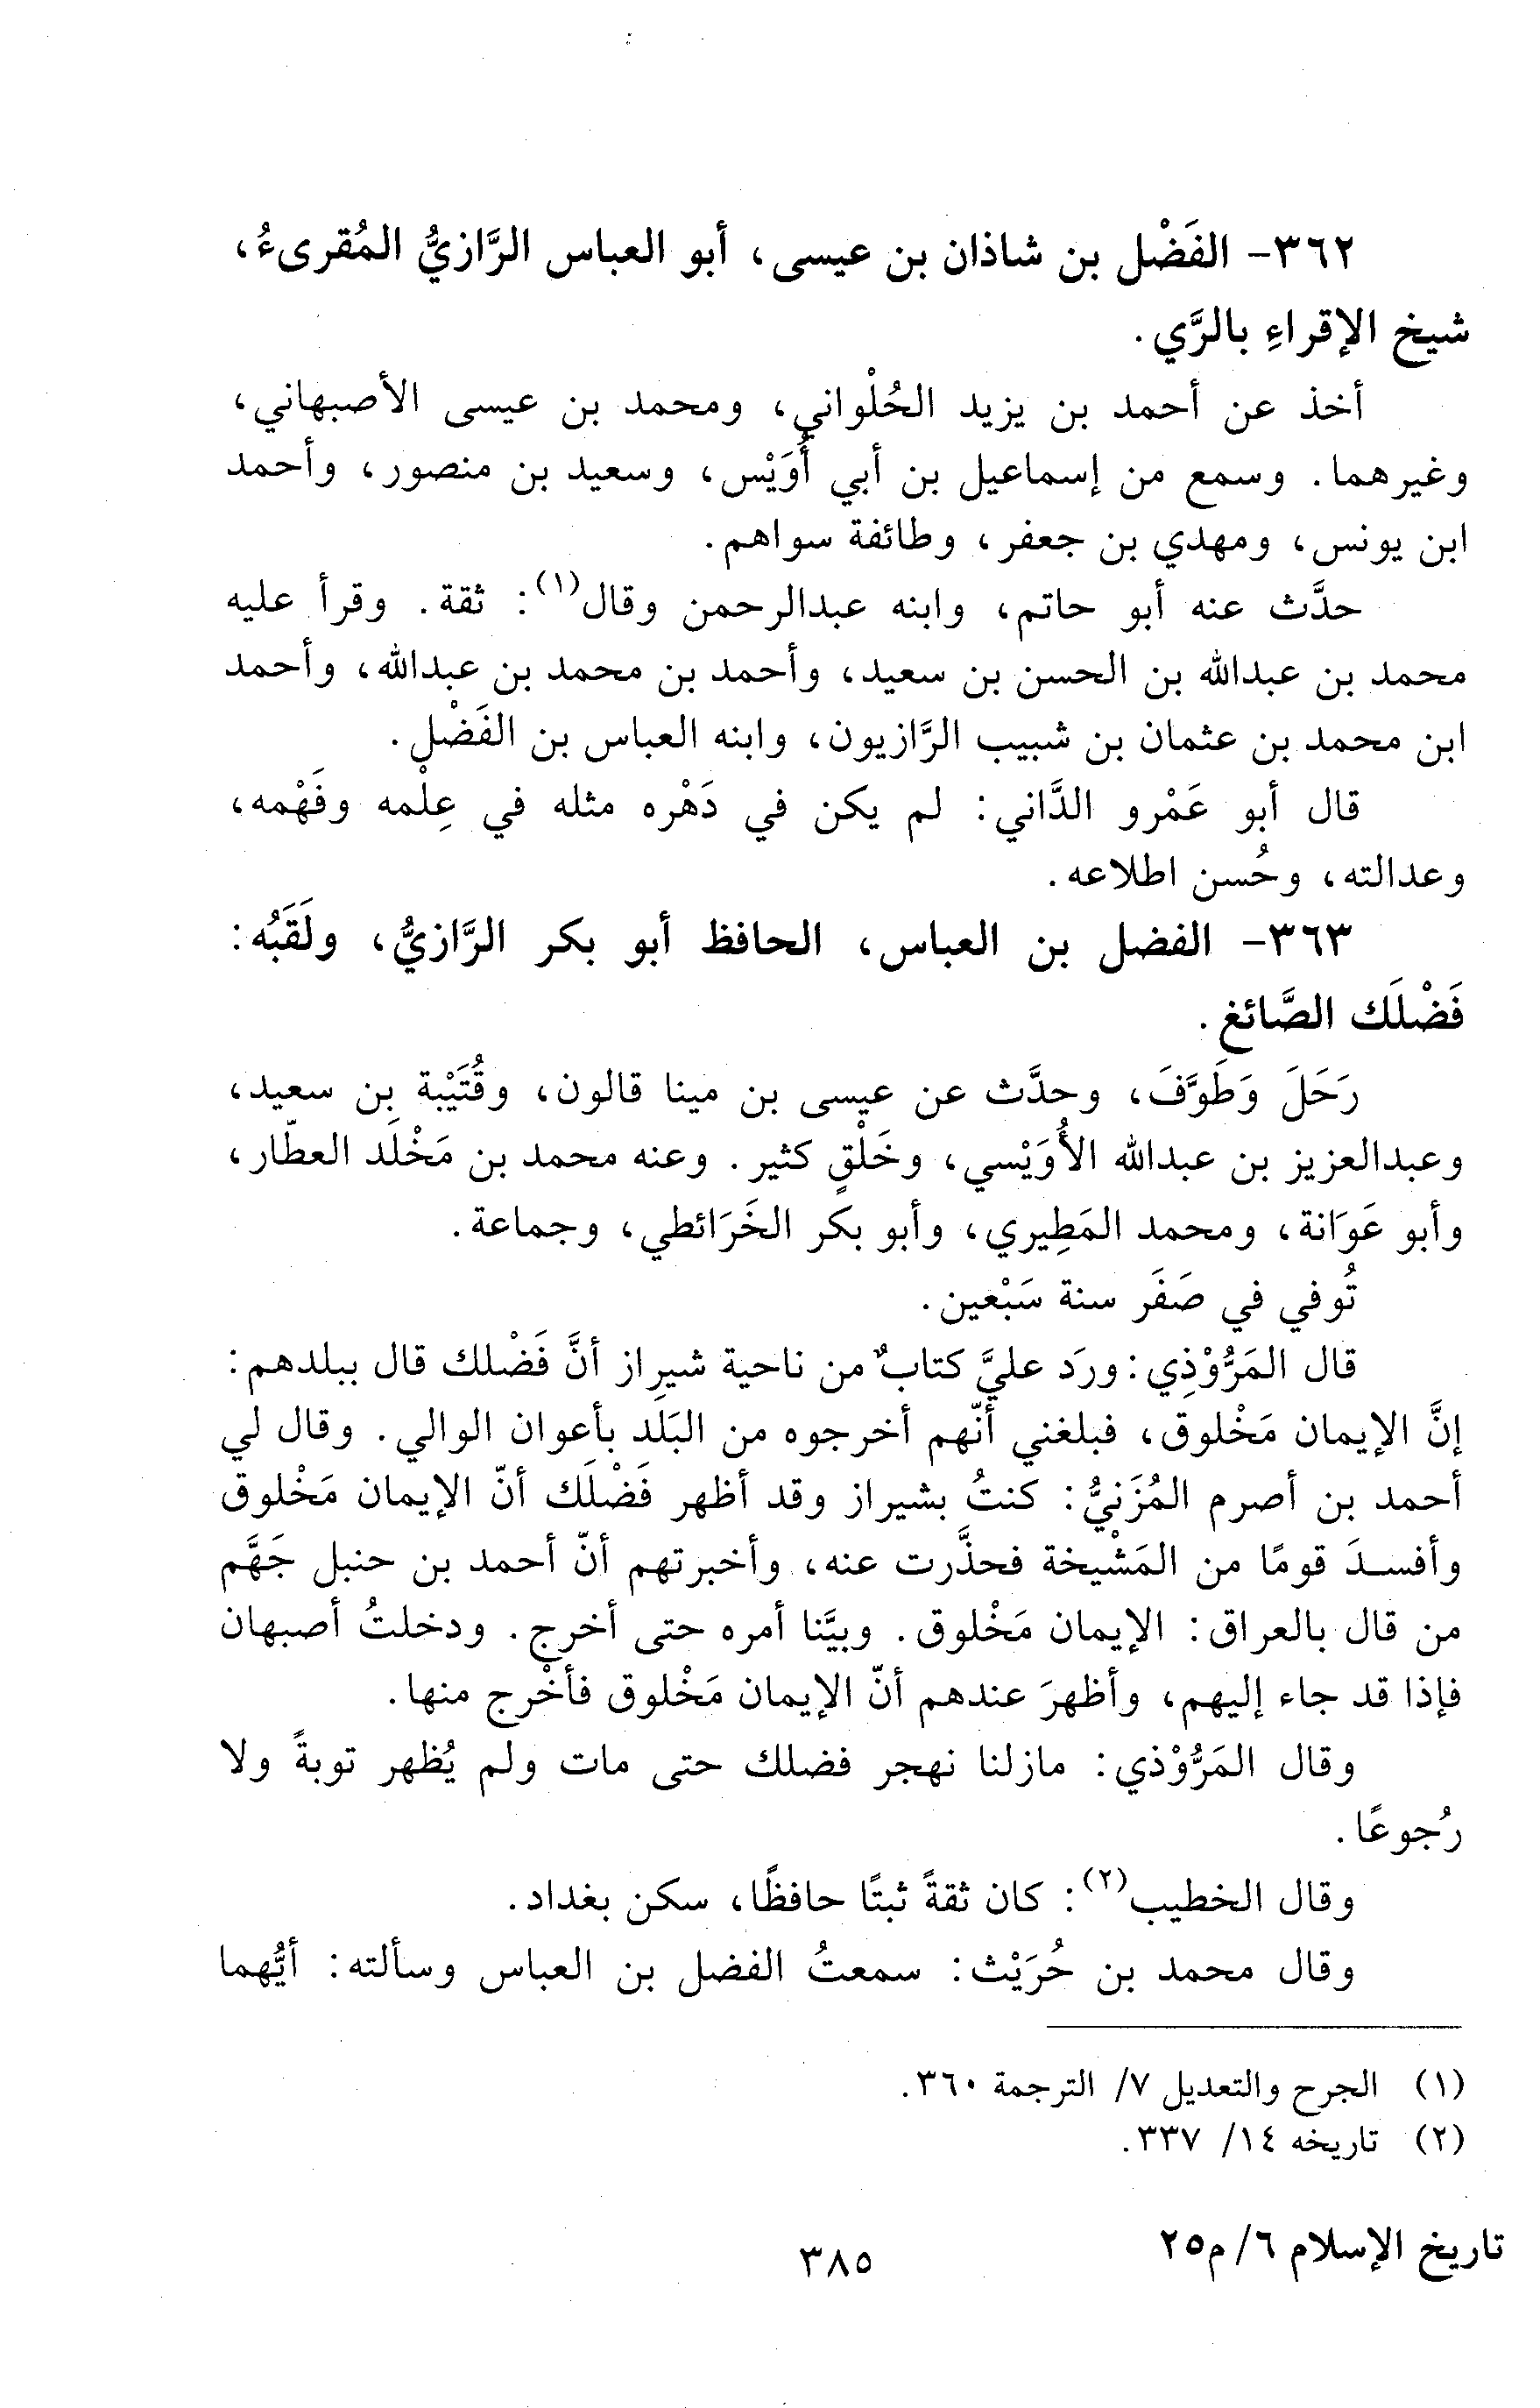 ٣٦٢- الفَضْل بن شاذان بن عيسى، أبو العباس الرَّازيُّ المُقرىءُ،
شيخ الإقراءِ بالرَّي.
أخذ عن أحمد بن يزيد الحُلْواني، ومحمد بن عيسى الأصبهاني،
وغيرهما. وسمع من إسماعيل بن أبي أُوَيْس، وسعيد بن منصور، وأحمد
ابن يونس، ومهدي بن جعفر، وطائفة سواهم.
حدَّث عنه أبو حاتم، وابنه عبدالرحمن وقال(١): ثقة. وقرأ عليه
محمد بن عبدالله بن الحسن بن سعيد، وأحمد بن محمد بن عبدالله، وأحمد
ابن محمد بن عثمان بن شبيب الرَّازيون، وابنه العباس بن الفَضْل.
قال أبو عَمْرو الدَّاني: لم يكن في دَهْره مثله في عِلْمه وفَهْمه،
وعدالته، وحُسن اطلاعه.
٣٦٣- الفضل بن العباس، الحافظ أبو بكر الرَّازيُّ، ولَقَبُه:
فَضْلَك الصَّائغ.
رَحَلَ وَطَوَّفَ، وحدَّث عن عيسى بن مينا قالون، وقُتَيْبة بن سعيد،
وعبدالعزيز بن عبدالله الأُوَيْسي، وخَلْقٍ كثير. وعنه محمد بن مَخْلَد العطّار،
وأبو عَوَانة، ومحمد المَطِيري، وأبو بكر الخَرَائطي، وجماعة.
تُوفي في صَفَر سنة سَبْعين.
قال المَرُّوْذِي: ورَد عليَّ كتابٌ من ناحية شيراز أنَّ فَضْلك قال ببلدهم:
إنَّ الإيمان مَخْلوق، فبلغني أنّهم أخرجوه من البَلَد بأعوان الوالي. وقال لي
أحمد بن أصرم المُزَنيُّ: كنتُ بشيراز وقد أظهر فَضْلَك أنّ الإيمان مَخْلوق
وأفسدَ قومًا من المَشْيخة فحذَّرت عنه، وأخبرتهم أنّ أحمد بن حنبل جَهَّم
من قال بالعراق: الإيمان مَخْلوق. وبيَّنا أمره حتى أخرج. ودخلتُ أصبهان
فإذا قد جاء إليهم، وأظهرَ عندهم أنّ الإيمان مَخْلوق فأخْرج منها.
وقال المَرُّوْذي: مازلنا نهجر فضلك حتى مات ولم يُظهر توبةً ولا
رُجوعًا.
وقال الخطيب(٢): كان ثقةً ثبتًا حافظًا، سكن بغداد.
وقال محمد بن حُرَيْث: سمعتُ الفضل بن العباس وسألته: أيُّهما
(١) الجرح والتعديل ٧/ الترجمة ٣٦٠.
(٢) تاريخه ١٤/ ٣٣٧.
تاريخ الإسلام ٦/ م٢٥
٣٨٥